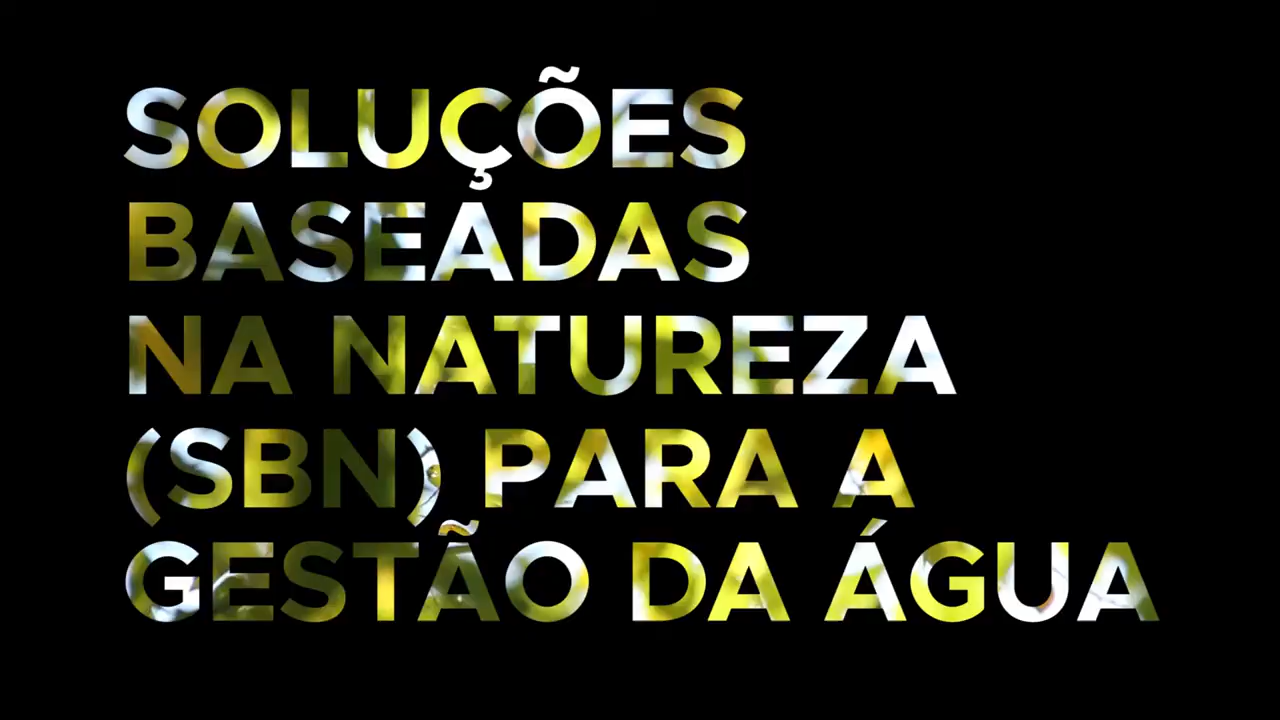 SOLUÇÕES
BASEADAS
NA NATUREZA
(SBN) PARA A
GESTÃO DA ÁGUA